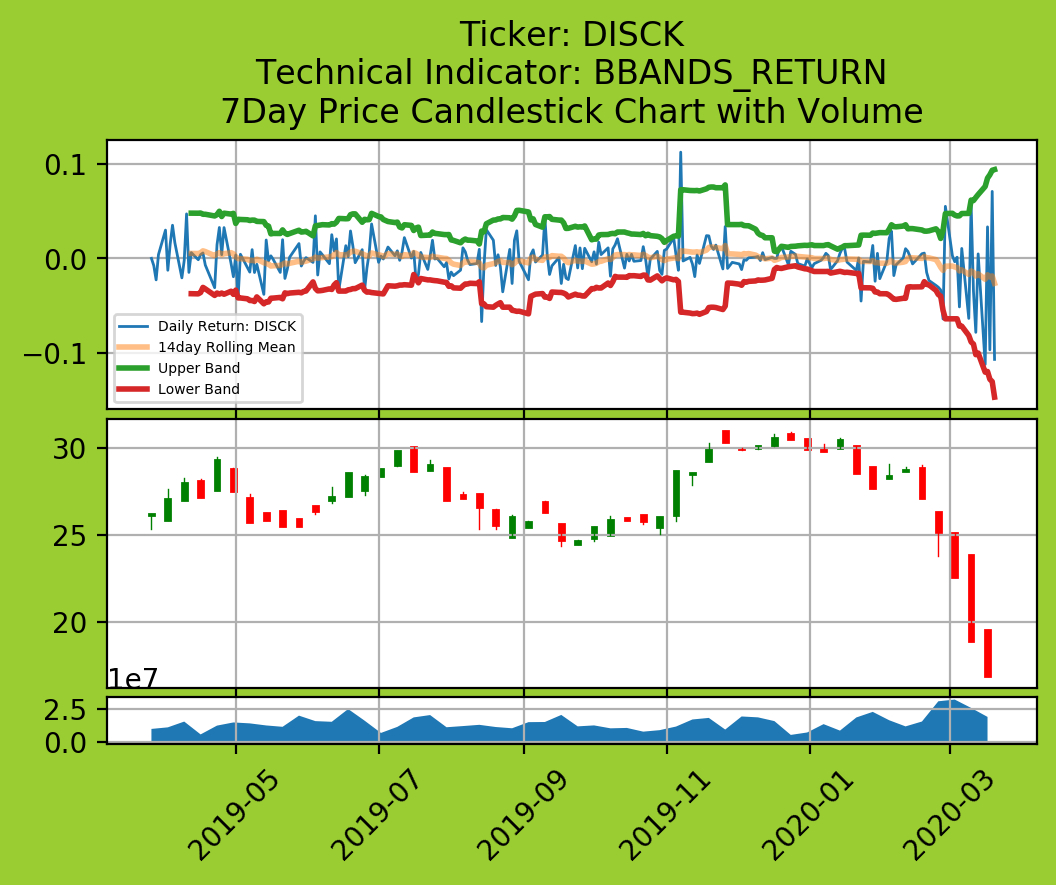 Ticker: DISCK
Technical Indicator: BBANDS_RETURN
7Day Price Candlestick Chart with Volume
0.1
0.0
−0.1
Daily Return: DISCK
14day Rolling Mean
Upper Band
Lower Band
30
25
20
1e7
2.5
0.0
2019-05
2019-07
2019-09
2019-11
2020-01
2020-03